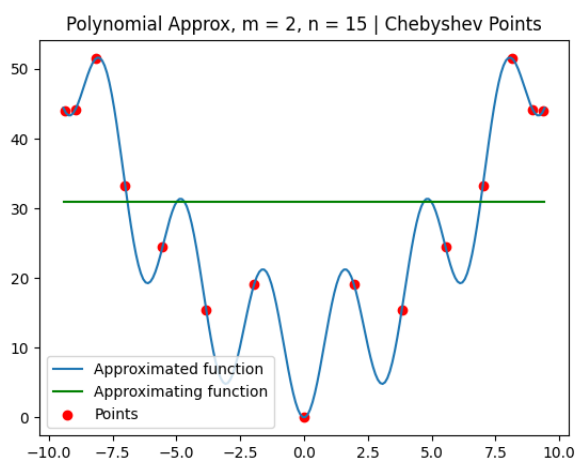 Polynomial Approx, m = 2, n = 15 | Chebyshev Points
50
40
30
20
10
0
Approximated function
Approximating function
Points
−10.0 −7.5 −5.0 −2.5 0.0 2.5 5.0 7.5 10.0